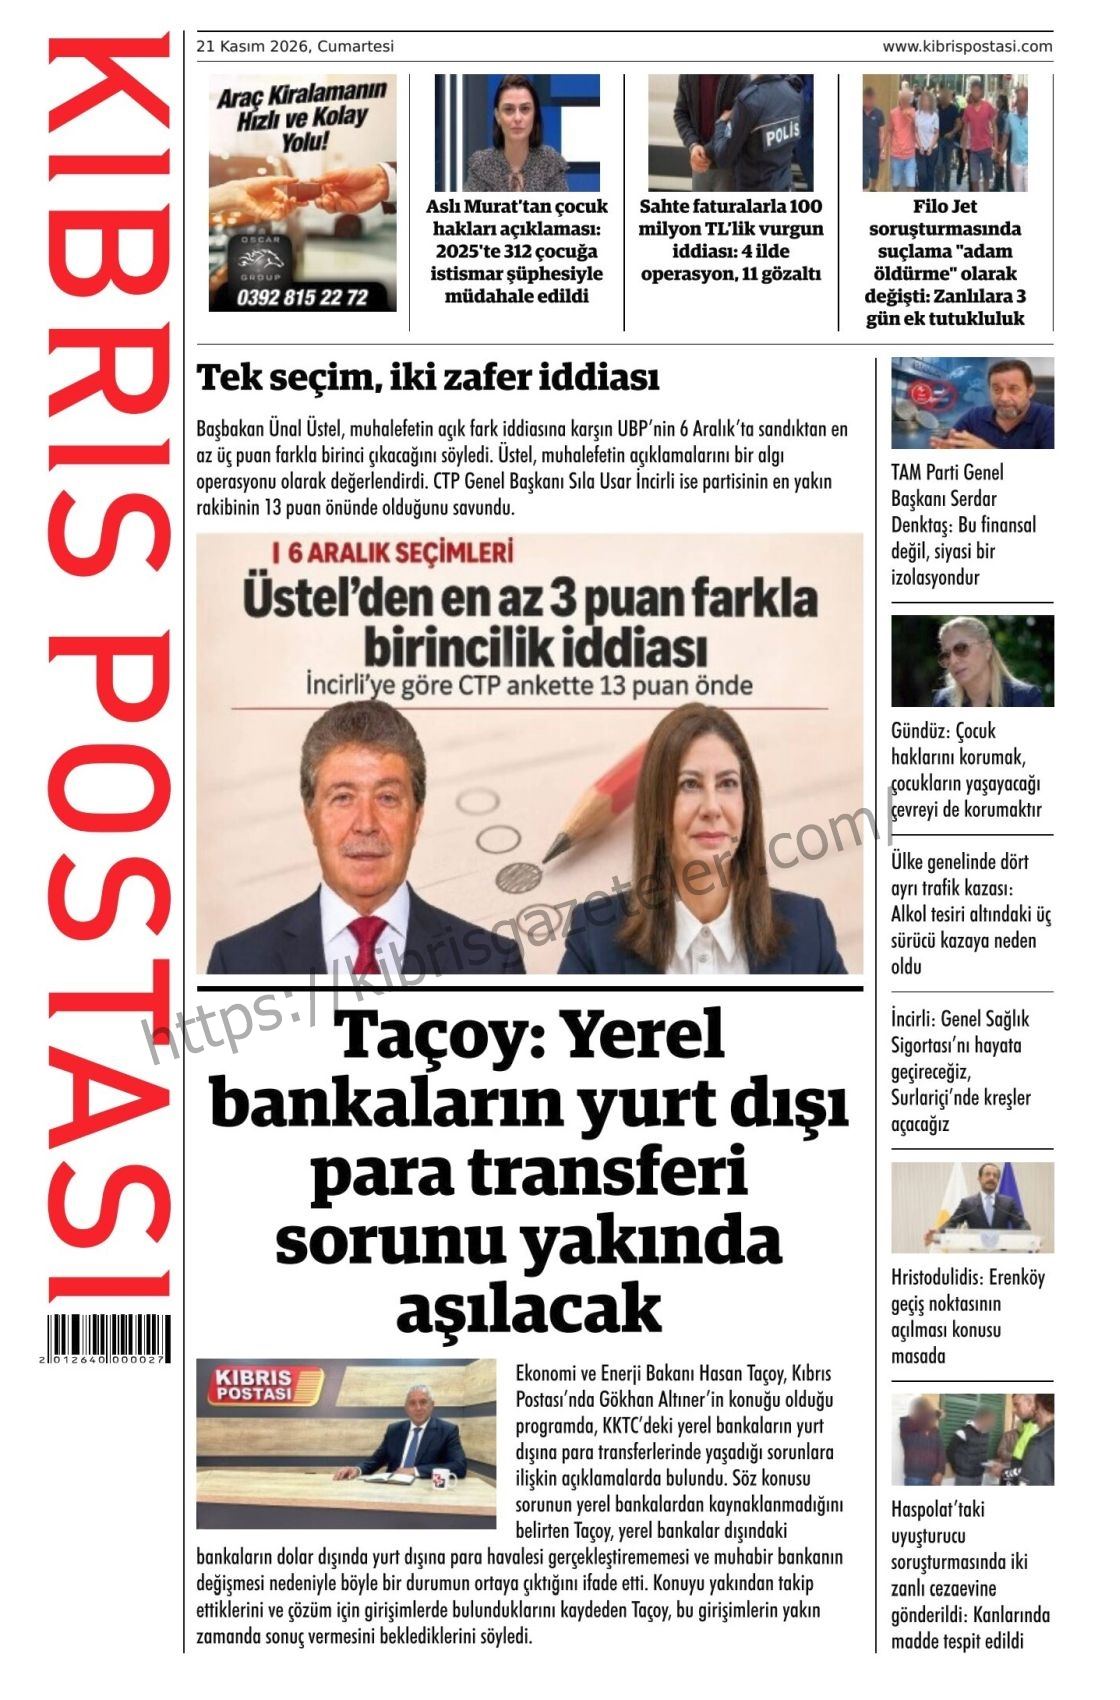 KIBRIS POSTASI
2 012640 000027
21 Kasım 2026, Cumartesi
www.kibrispostasi.com
Araç Kiralamanın
Hızlı ve Kolay
Yolu!
OSCAR
GROUP
0392 815 22 72
Aslı Murat'tan çocuk
hakları açıklaması:
2025'te 312 çocuğa
istismar şüphesiyle
müdahale edildi
POLİS
Sahte faturalarla 100
milyon TL'lik vurgun
iddiası: 4 ilde
operasyon, 11 gözaltı
Filo Jet
soruşturmasında
suçlama "adam
öldürme" olarak
değişti: Zanlılara 3
gün ek tutukluluk
Tek seçim, iki zafer iddiası
Başbakan Ünal Üstel, muhalefetin açık fark iddiasına karşın UBP'nin 6 Aralık'ta sandıktan en
az üç puan farkla birinci çıkacağını söyledi. Üstel, muhalefetin açıklamalarını bir algı
operasyonu olarak değerlendirdi. CTP Genel Başkanı Sıla Usar İncirli ise partisinin en yakın
rakibinin 13 puan önünde olduğunu savundu.
6 ARALIK SEÇİMLERİ
Üstel'den en az 3 puan farkla
birincilik iddiası
İncirli'ye göre CTP ankette 13 puan önde
https://kibrisgazeteleri.com/
Taçoy: Yerel
bankaların yurt dışı
para transferi
sorunu yakında
aşılacak
KIBRIS
POSTASI
Ekonomi ve Enerji Bakanı Hasan Taçoy, Kıbrıs
Postası'nda Gökhan Altıner'in konuğu olduğu
programda, KKTC'deki yerel bankaların yurt
dışına para transferlerinde yaşadığı sorunlara
ilişkin açıklamalarda bulundu. Söz konusu
sorunun yerel bankalardan kaynaklanmadığını
belirten Taçoy, yerel bankalar dışındaki
bankaların dolar dışında yurt dışına para havalesi gerçekleştirememesi ve muhabir bankanın
değişmesi nedeniyle böyle bir durumun ortaya çıktığını ifade etti. Konuyu yakından takip
ettiklerini ve çözüm için girişimlerde bulunduklarını kaydeden Taçoy, bu girişimlerin yakın
zamanda sonuç vermesini beklediklerini söyledi.
TAM Parti Genel
Başkanı Serdar
Denktaş: Bu finansal
değil, siyasi bir
izolasyondur
Gündüz: Çocuk
haklarını korumak,
çocukların yaşayacağı
çevreyi de korumaktır
Ülke genelinde dört
ayrı trafik kazası:
Alkol tesiri altındaki üç
sürücü kazaya neden
oldu
İncirli: Genel Sağlık
Sigortası'nı hayata
geçireceğiz,
Surlariçi'nde kreşler
açacağız
Hristodulidis: Erenköy
geçiş noktasının
açılması konusu
masada
Haspolat'taki
uyuşturucu
soruşturmasında iki
zanlı cezaevine
gönderildi: Kanlarında
madde tespit edildi